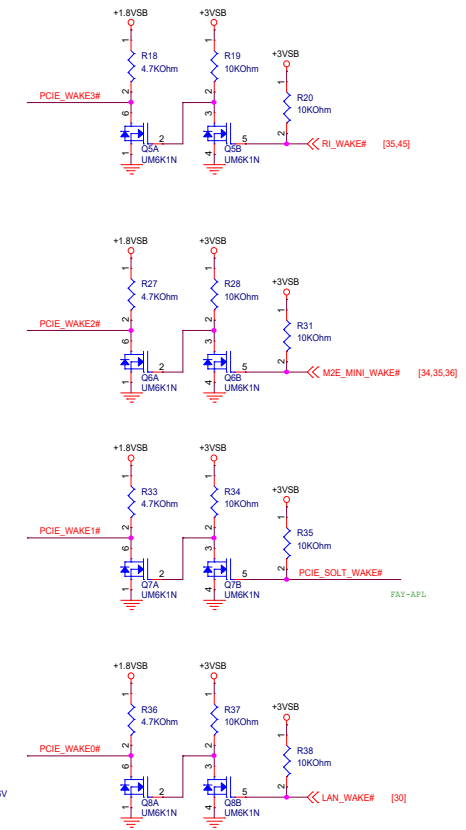 +1.8VSB +3VSB
+3VSB
1 1
R18 R19
4.7KOhm 10KOhm
1
R20
10KOhm
2 2
PCIE_WAKE3#
6 3
2
2 5
RI_WAKE# [35,45]
Q5A Q5B
1 4
UM6K1N UM6K1N
+1.8VSB +3VSB
+3VSB
1 1
R27 R28
4.7KOhm 10KOhm
1
R31
10KOhm
2 2
PCIE_WAKE2#
6 3
2
2 5
M2E_MINI_WAKE# [34,35,36]
Q6A Q6B
1 4
UM6K1N UM6K1N
+1.8VSB +3VSB
+3VSB
1 1
R33 R34
4.7KOhm 10KOhm
1
R35
10KOhm
2 2
PCIE_WAKE1#
6 3
2
2 5
PCIE_SOLT_WAKE#
Q7A Q7B
1 4
UM6K1N UM6K1N
FAY-APL
+1.8VSB +3VSB
+3VSB
1 1
R36 R37
4.7KOhm 10KOhm
1
R38
10KOhm
2 2
PCIE_WAKE0#
6 3
2
2 5
LAN_WAKE# [30]
Q8A Q8B
1 4
UM6K1N UM6K1N